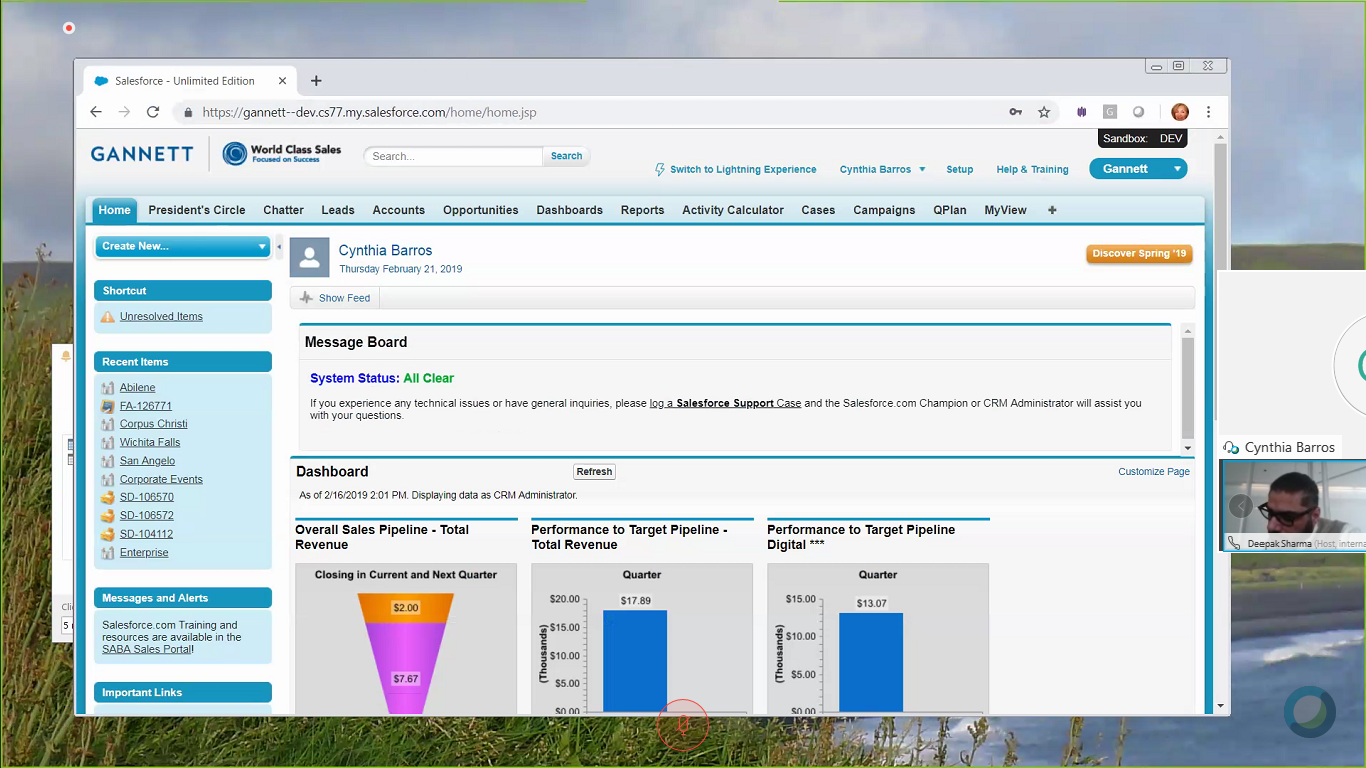 Salesforce - Unlimited Edition
https://gannett--dev.cs77.my.salesforce.com/home/home.jsp
Sandbox: DEV
GANNETT
World Class Sales
Focused on Success
Search...
Search
Switch to Lightning Experience
Cynthia Barros
Setup
Help & Training
Gannett
Home President's Circle Chatter Leads Accounts Opportunities Dashboards Reports Activity Calculator Cases Campaigns QPlan MyView +
Create New...
Shortcut
Unresolved Items
Recent Items
Abilene
FA-126771
Corpus Christi
Wichita Falls
San Angelo
Corporate Events
SD-106570
SD-106572
SD-104112
Enterprise
Messages and Alerts
Salesforce.com Training and
resources are available in the
SABA Sales Portal!
Important Links
Cynthia Barros
Thursday February 21, 2019
Discover Spring '19
Show Feed
Message Board
System Status: All Clear
If you experience any technical issues or have general inquiries, please log a Salesforce Support Case and the Salesforce.com Champion or CRM Administrator will assist you
with your questions.
Dashboard
Refresh
Customize Page
As of 2/16/2019 2:01 PM. Displaying data as CRM Administrator.
Overall Sales Pipeline - Total
Revenue
Closing in Current and Next Quarter
$2.00
$7.67
Performance to Target Pipeline -
Total Revenue
Quarter
(Thousands)
$20.00
$17.89
$15.00
$10.00
$5.00
$0.00
Performance to Target Pipeline
Digital ***
Quarter
(Thousands)
$15.00
$13.07
$10.00
$5.00
$0.00
Cynthia Barros
Deepak Sharma (Host, interna